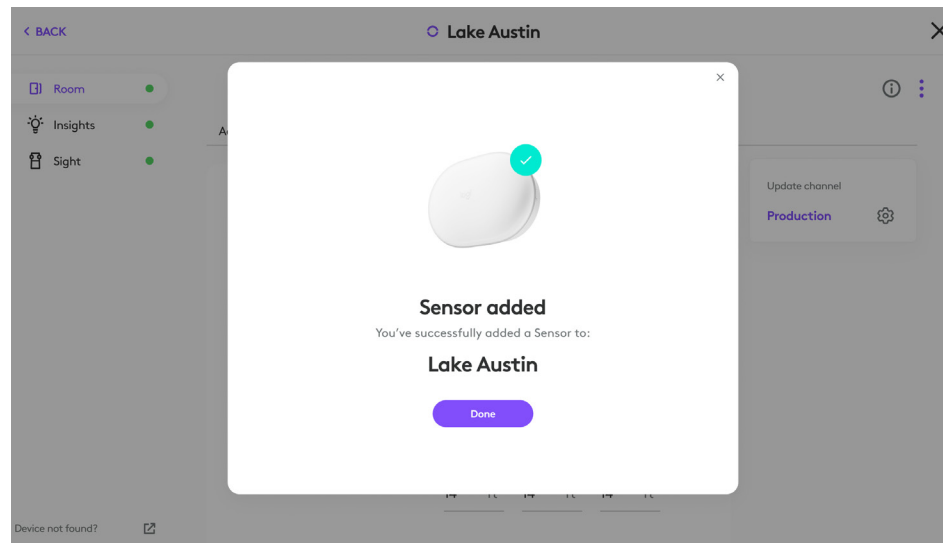 < BACK
Lake Austin
Room
Insights
Sight
Update channel
Production
Sensor added
You've successfully added a Sensor to:
Lake Austin
Done
Device not found?